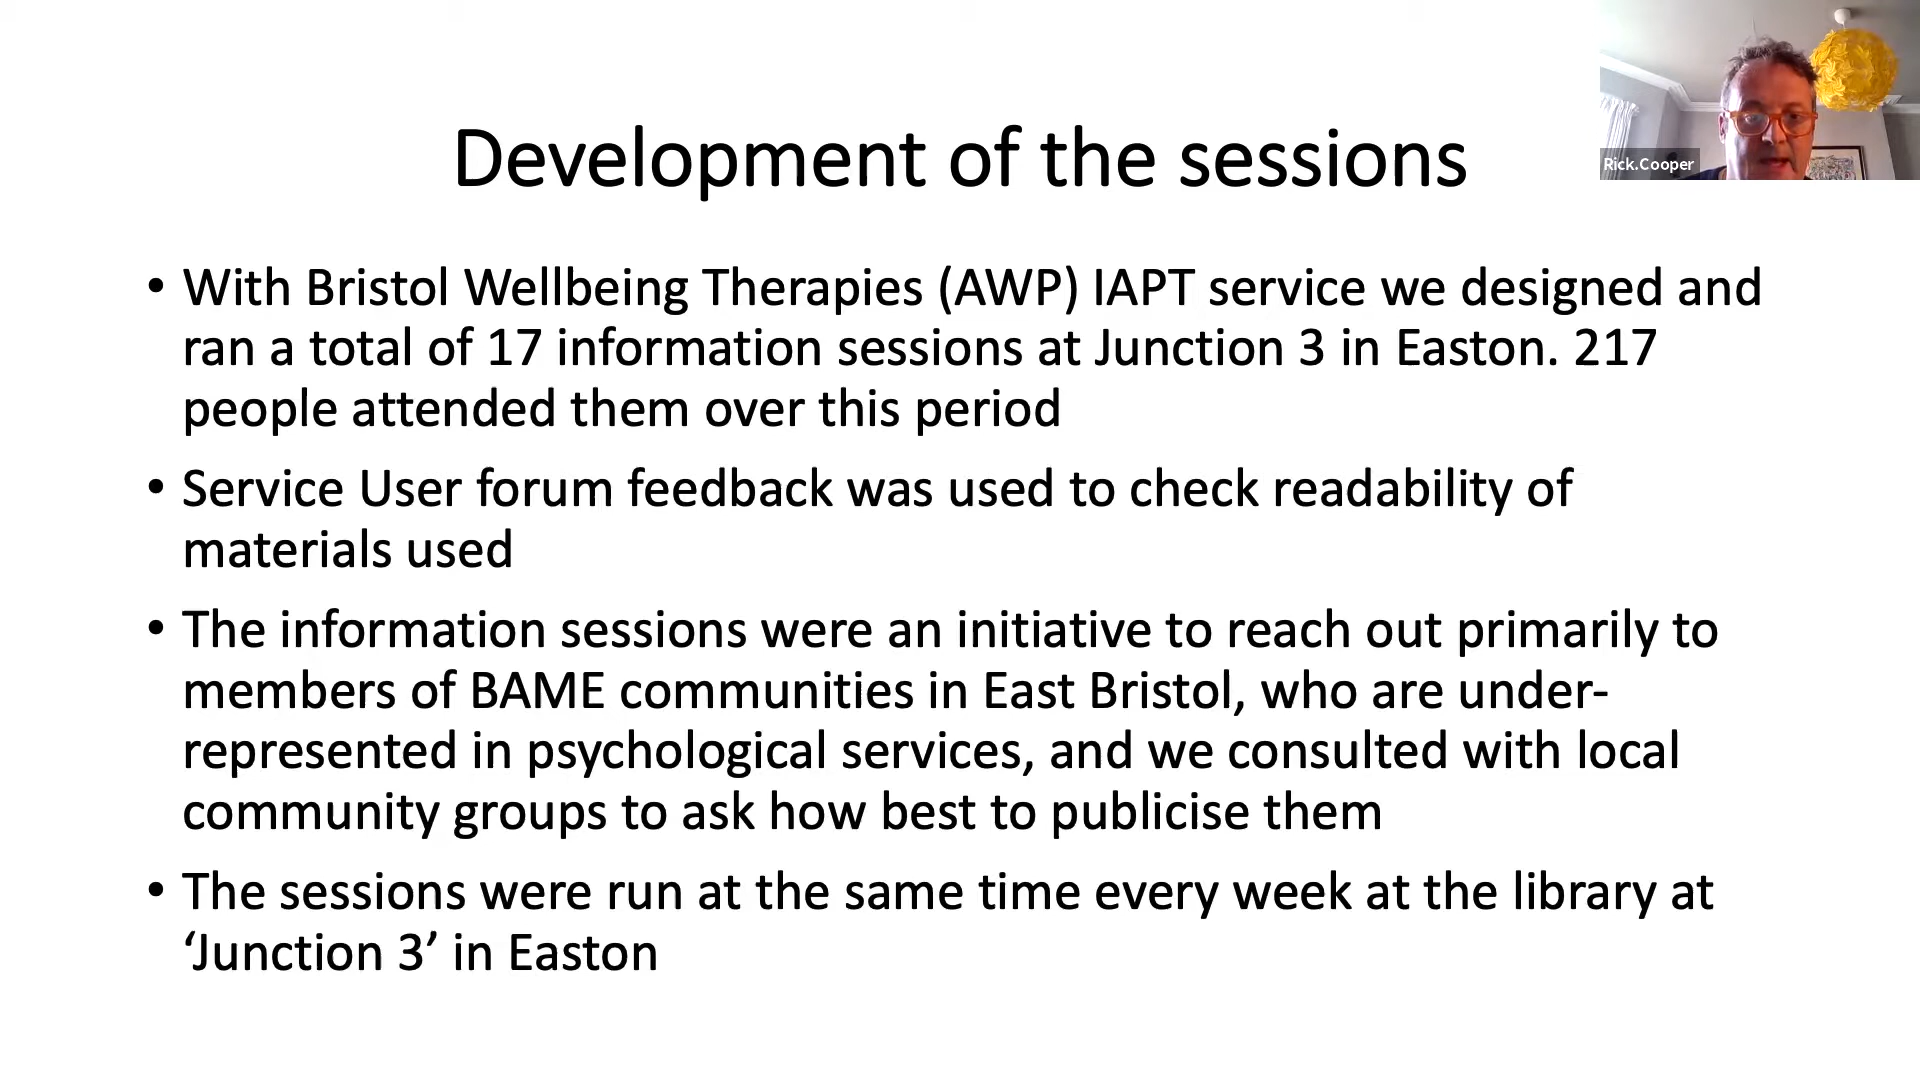 Development of the sessions
Rick.Cooper
• With Bristol Wellbeing Therapies (AWP) IAPT service we designed and
ran a total of 17 information sessions at Junction 3 in Easton. 217
people attended them over this period
• Service User forum feedback was used to check readability of
materials used
• The information sessions were an initiative to reach out primarily to
members of BAME communities in East Bristol, who are under-
represented in psychological services, and we consulted with local
community groups to ask how best to publicise them
• The sessions were run at the same time every week at the library at
‘Junction 3’ in Easton